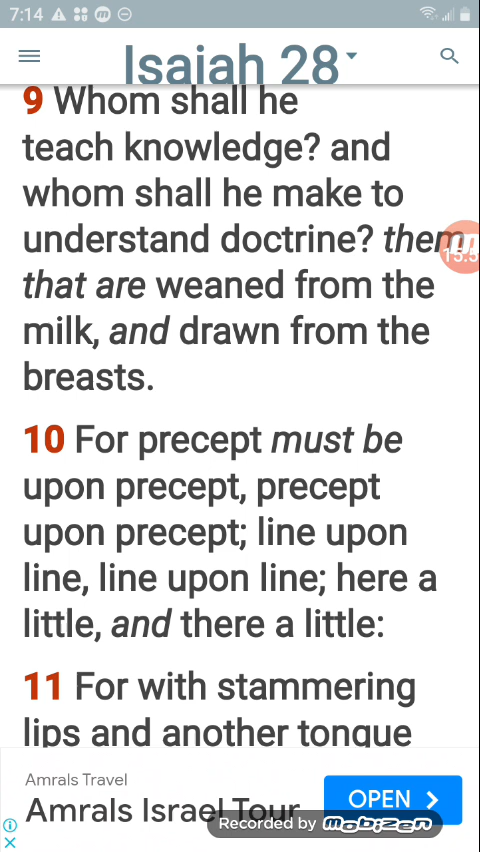 7:14
Isaiah 28
9 Whom shall he
teach knowledge? and
whom shall he make to
understand doctrine? them
that are weaned from the
milk, and drawn from the
breasts.
10 For precept must be
upon precept, precept
upon precept; line upon
line, line upon line; here a
little, and there a little:
11 For with stammering
lips and another tongue
Amrals Travel
Amrals Israel Tour
OPEN
Recorded by mobizen